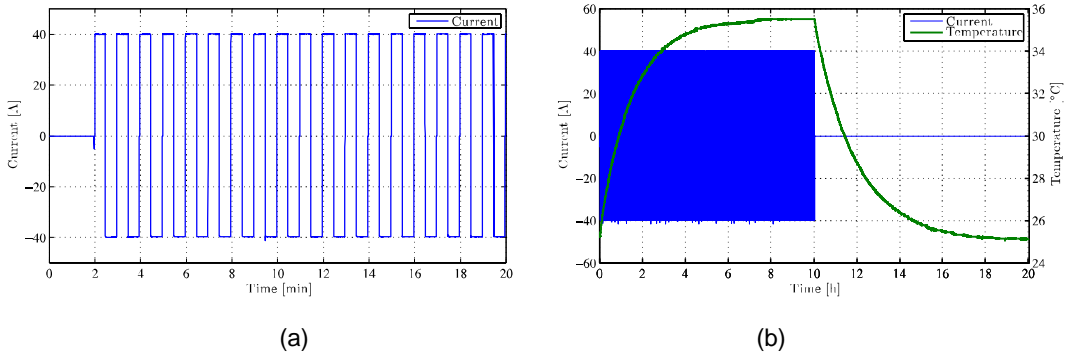 Current
40
20
0
−20
−40
Current [A]
0 2 4 6 8 10 12 14 16 18 20
Time [min]
(a)
Current
Temperature
60
40
20
0
−20
−40
−60
Current [A]
36
34
32
30
28
26
24
Temperature [°C]
0 2 4 6 8 10 12 14 16 18 20
Time [h]
(b)